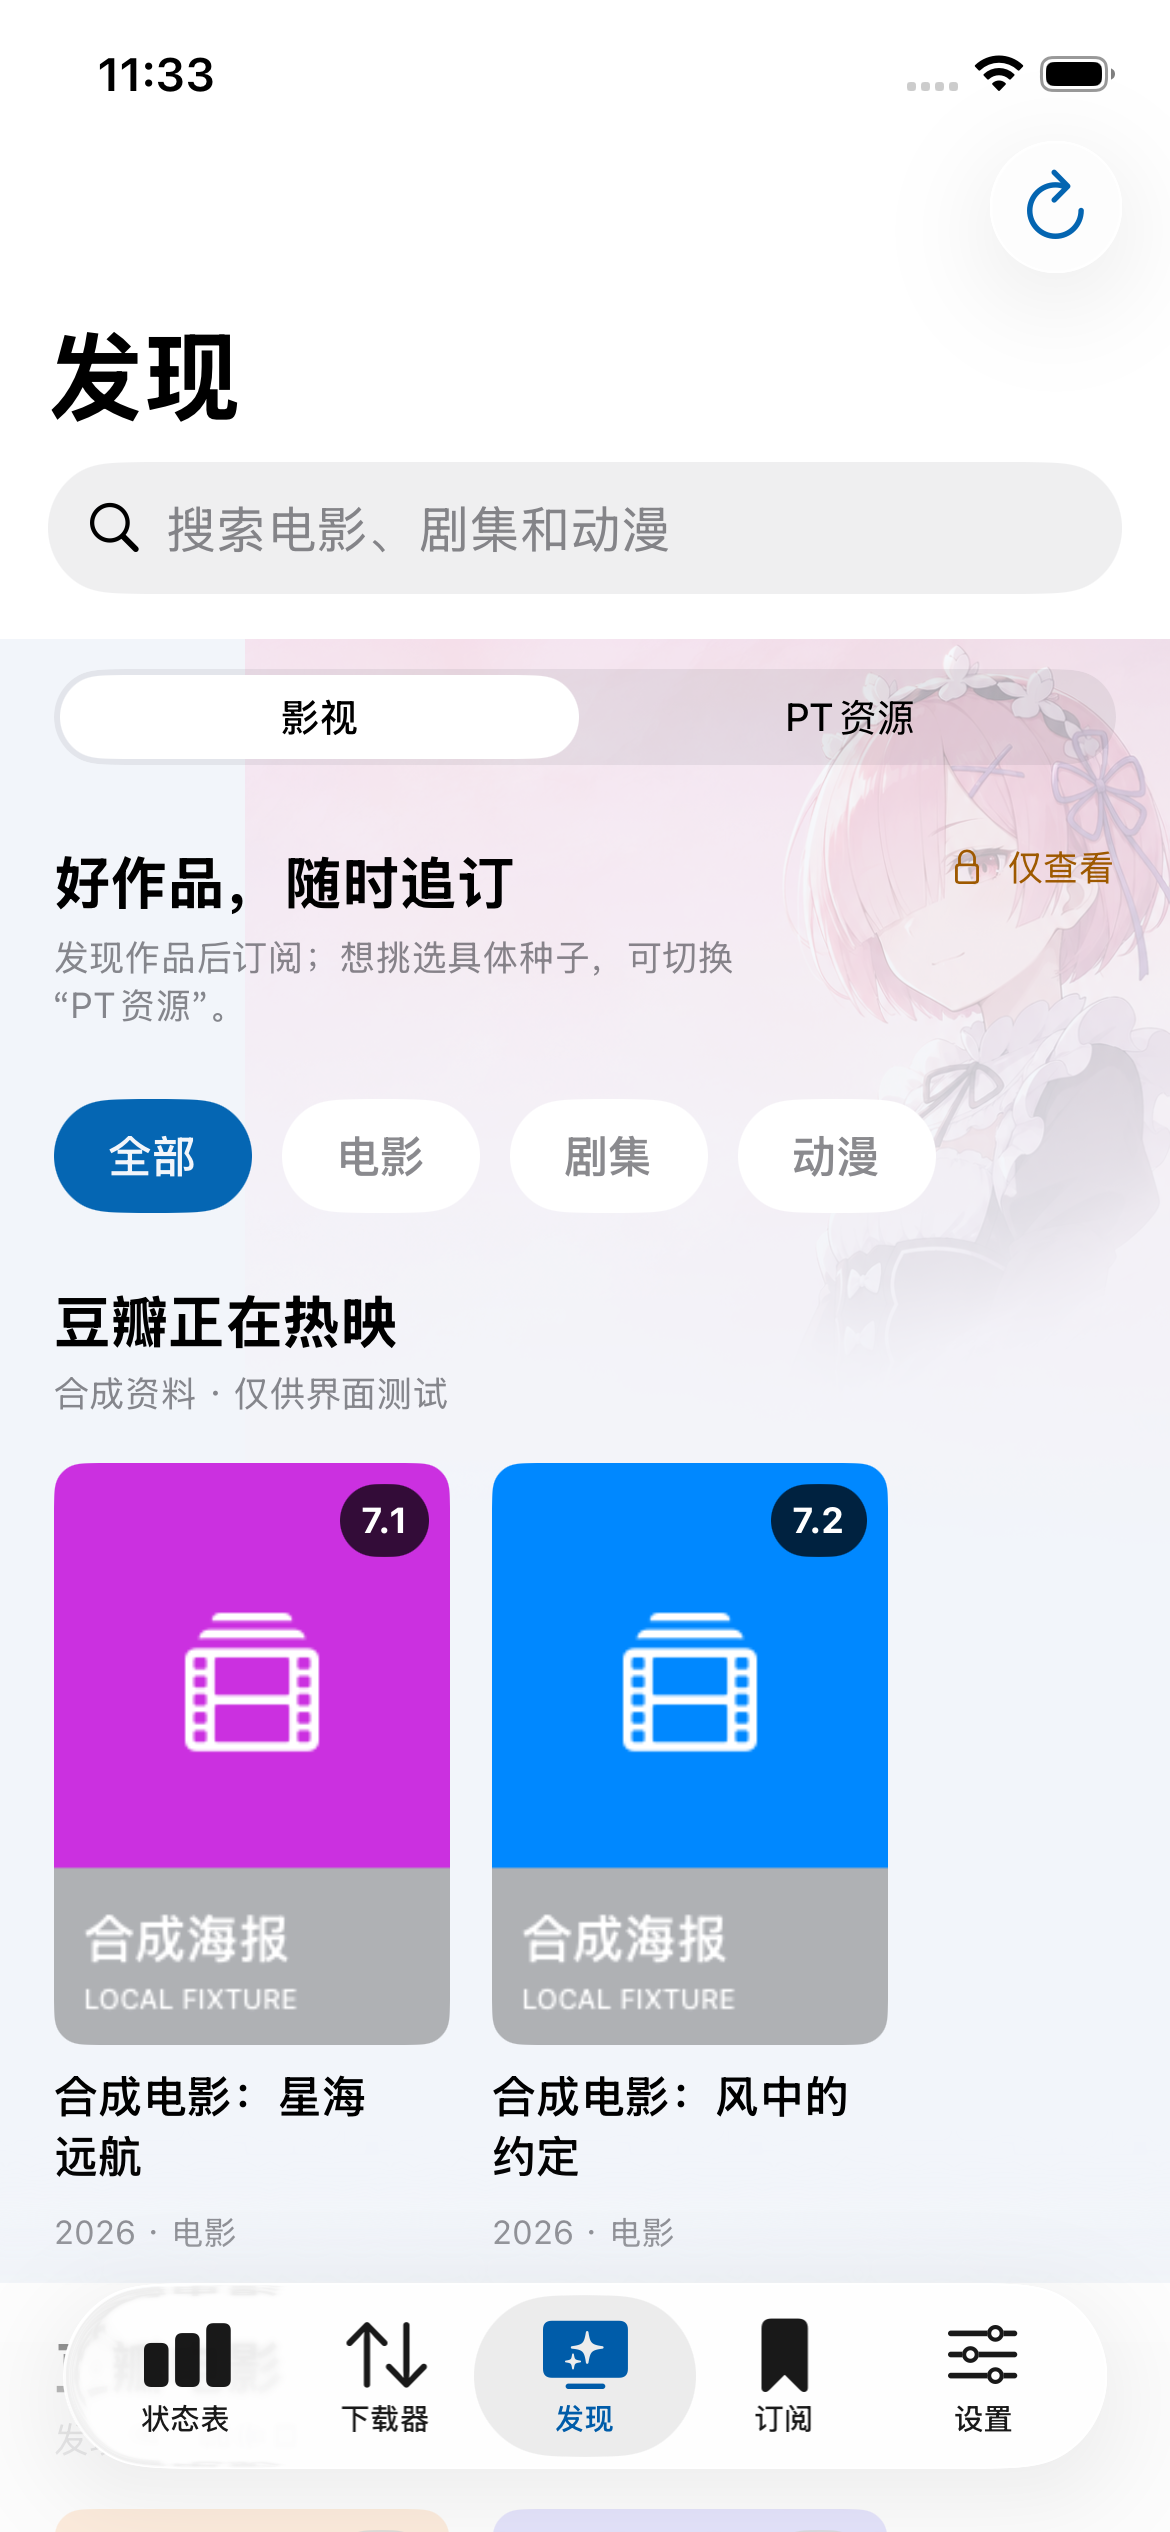 11:33
发现
搜索电影、剧集和动漫
影视
PT 资源
好作品，随时追订
仅查看
发现作品后订阅；想挑选具体种子，可切换
“PT 资源”。
全部
电影
剧集
动漫
豆瓣正在热映
合成资料 · 仅供界面测试
7.1
7.2
合成海报
LOCAL FIXTURE
合成海报
LOCAL FIXTURE
合成电影：星海
远航
合成电影：风中的
约定
2026 · 电影
2026 · 电影
状态表
下载器
发现
订阅
设置